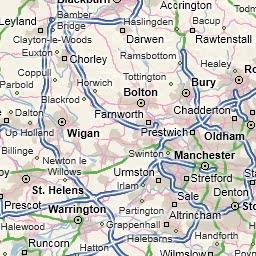 Blackburn
Accrington
Leyland
Bamber
Bridge
Haslingden
Bacup
Clayton-le-Woods
Darwen
Rawtenstall
Euxton
Chorley
Ramsbottom
Healey
Coppull
Tottington
Horwich
Bury
Parbold
Bolton
Blackrod
Farnworth
Chadderton
Dalton
Wigan
Prestwich
Oldham
Up Holland
Billinge
Swinton
Newton le
Willows
Manchester
Urmston
Stretford
St. Helens
Irlam
Denton
Prescot
Sale
Partington
Warrington
Altrincham
Halewood
Grappenhall
Runcorn
Halebarns
Handforth
Wilmslow